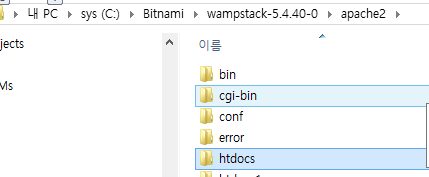 내 PC ▸ sys (C:) ▸ Bitnami ▸ wampstack-5.4.40-0 ▸ apache2 ▸
jects
이름
bin
Ms
cgi-bin
conf
error
htdocs